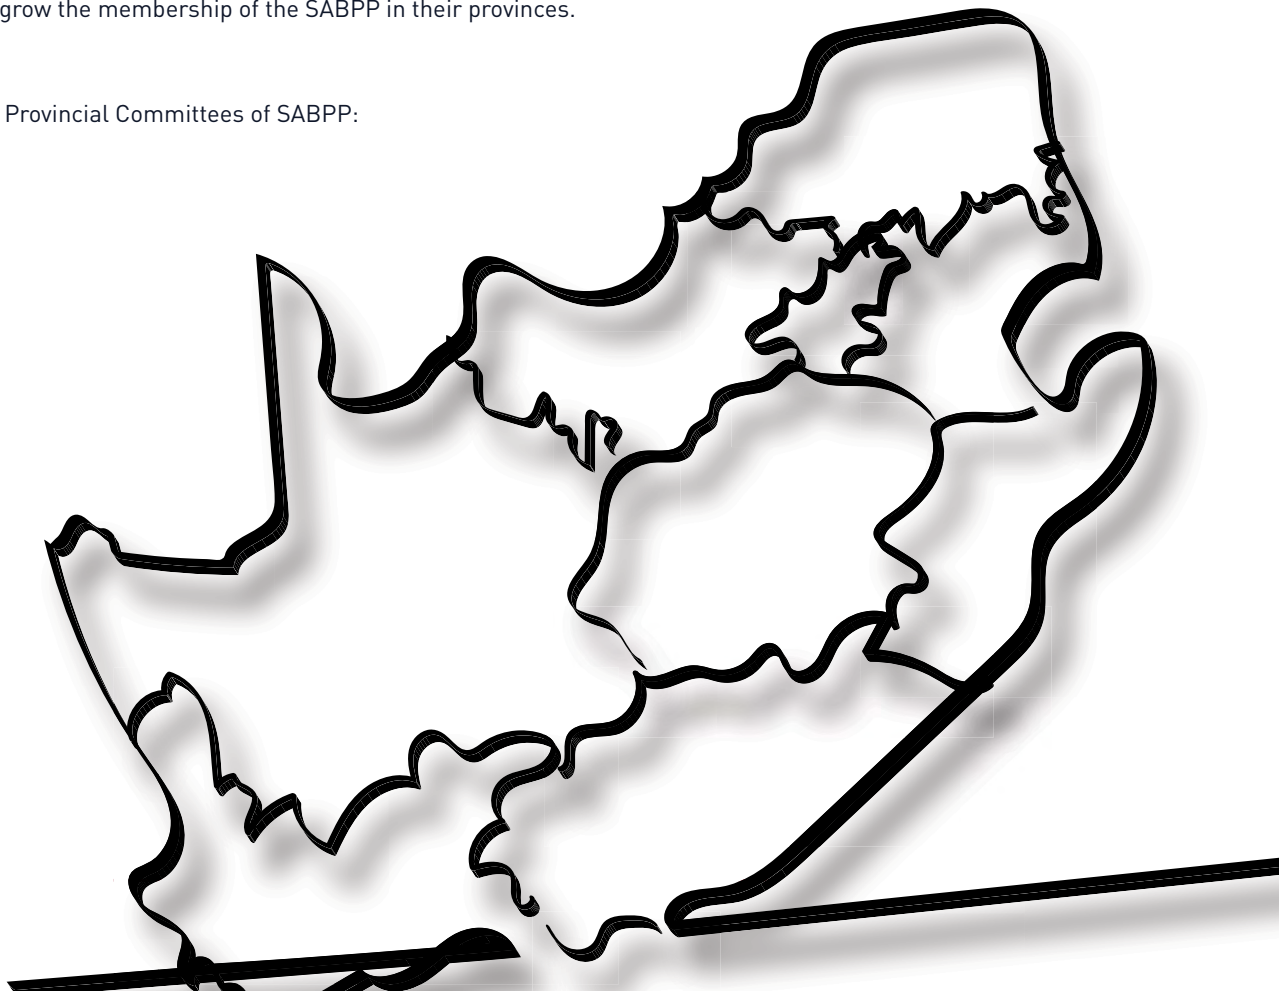 grow the membership of the SABPP in their provinces.
Provincial Committees of SABPP: